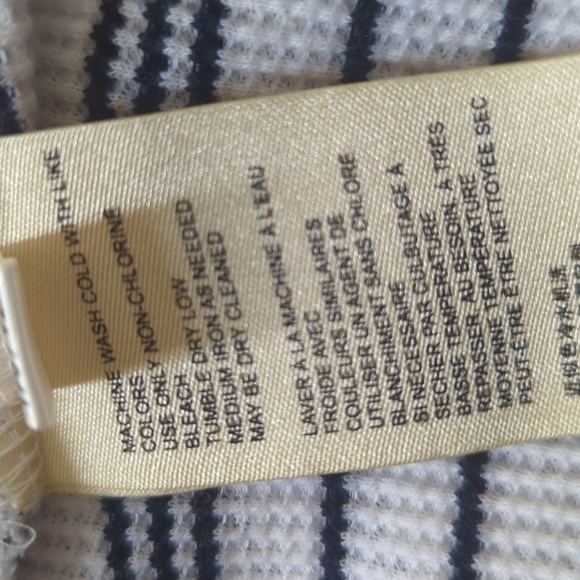 MACHINE WASH COLD WITH LIKE
COLORS
USE ONLY NON-CHLORINE
BLEACH
TUMBLE DRY LOW
MEDIUM IRON AS NEEDED
MAY BE DRY CLEANED
LAVER À LA MACHINE À L'EAU
FROIDE AVEC
COULEURS SIMILAIRES
UTILISER UN AGENT DE
BLANCHIMENT SANS CHLORE
SI NÉCESSAIRE
SÉCHER PAR CULBUTAGE À
BASSE TEMPÉRATURE
REPASSER AU BESOIN, À TRÈS
MOYENNE TEMPÉRATURE
PEUT-ÊTRE ÊTRE NETTOYÉE SEC